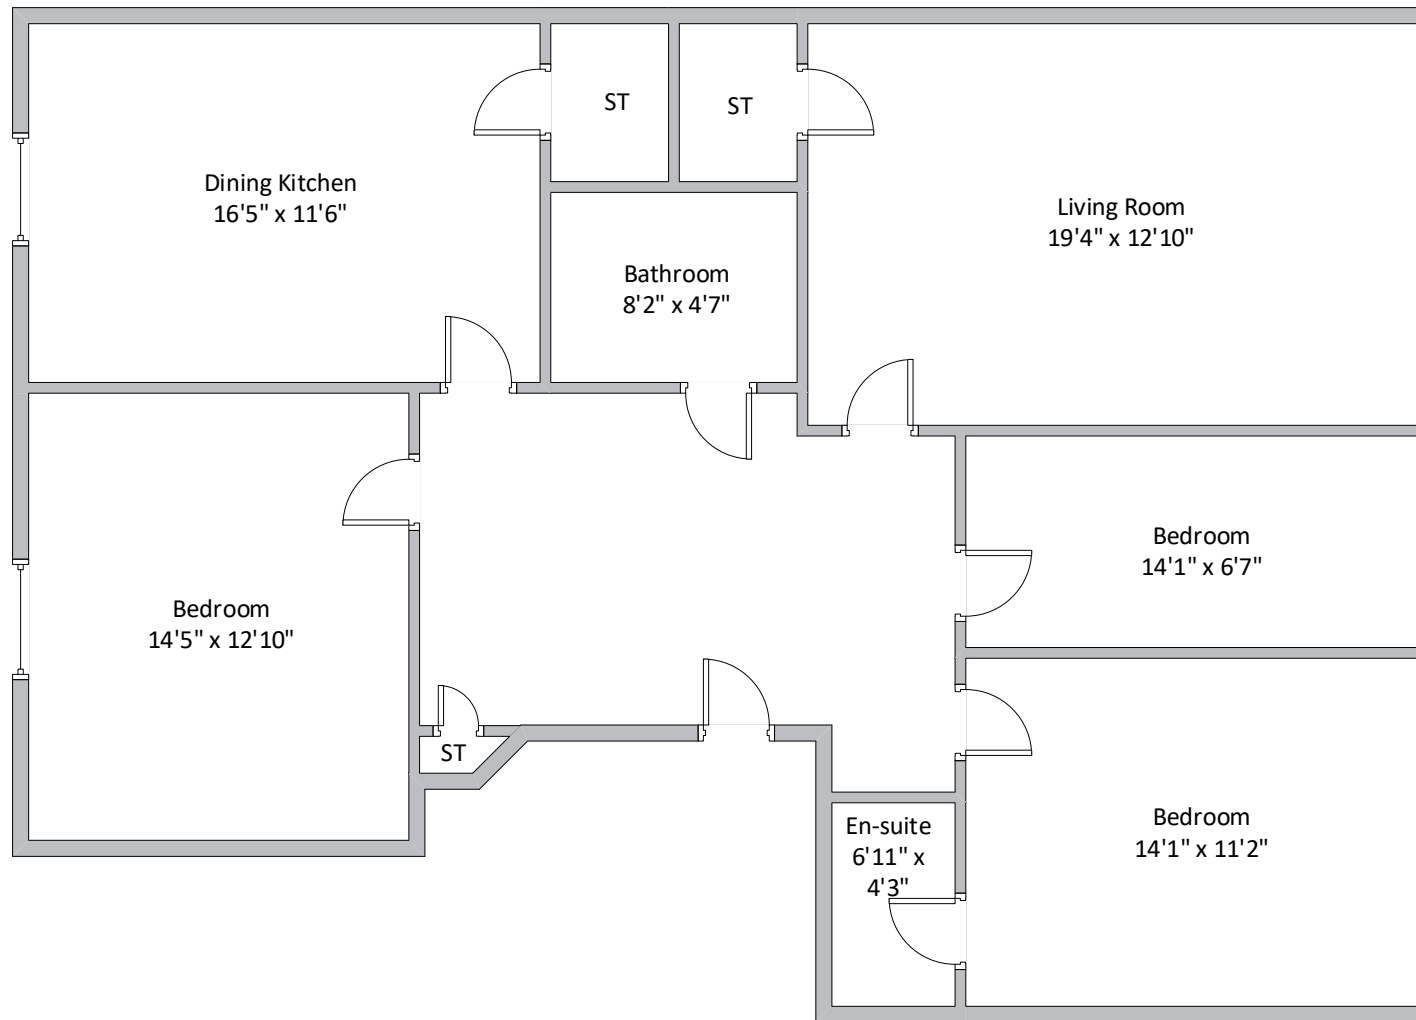 ST
ST
Dining Kitchen
16'5" x 11'6"
Living Room
19'4" x 12'10"
Bathroom
8'2" x 4'7"
Bedroom
14'1" x 6'7"
Bedroom
14'5" x 12'10"
ST
En-suite
6'11" x
4'3"
Bedroom
14'1" x 11'2"